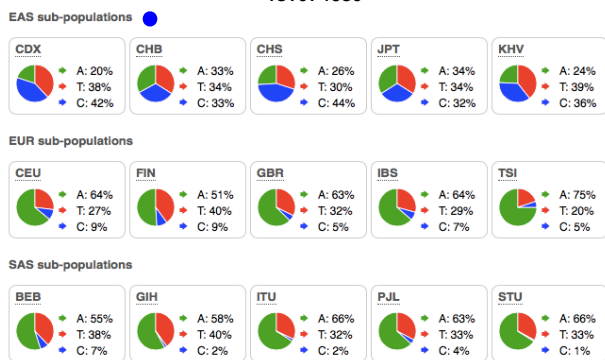 EAS sub-populations
CDX CHB CHS JPT KHV
A: 20% A: 33% A: 26% A: 34% A: 24%
T: 38% T: 34% T: 30% T: 34% T: 39%
C: 42% C: 33% C: 44% C: 32% C: 36%
EUR sub-populations
CEU FIN GBR IBS TSI
A: 64% A: 51% A: 63% A: 64% A: 75%
T: 27% T: 40% T: 32% T: 29% T: 20%
C: 9% C: 9% C: 5% C: 7% C: 5%
SAS sub-populations
BEB GIH ITU PJL STU
A: 55% A: 58% A: 66% A: 63% A: 66%
T: 38% T: 40% T: 32% T: 33% T: 33%
C: 7% C: 2% C: 2% C: 4% C: 1%